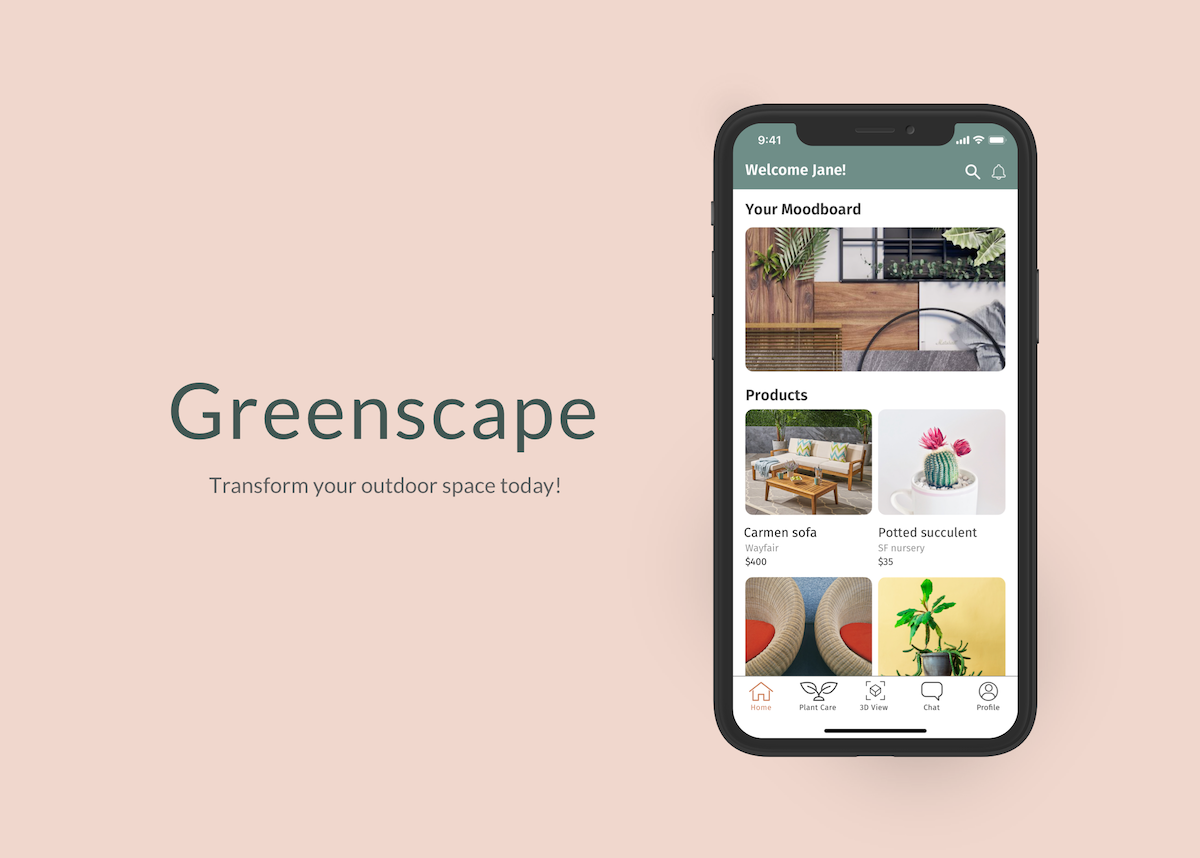 Greenscape
Transform your outdoor space today!
9:41
Welcome Jane!
Your Moodboard
Products
Carmen sofa
Wayfair
$400
Potted succulent
SF nursery
$35
Home
Plant Care
3D View
Chat
Profile